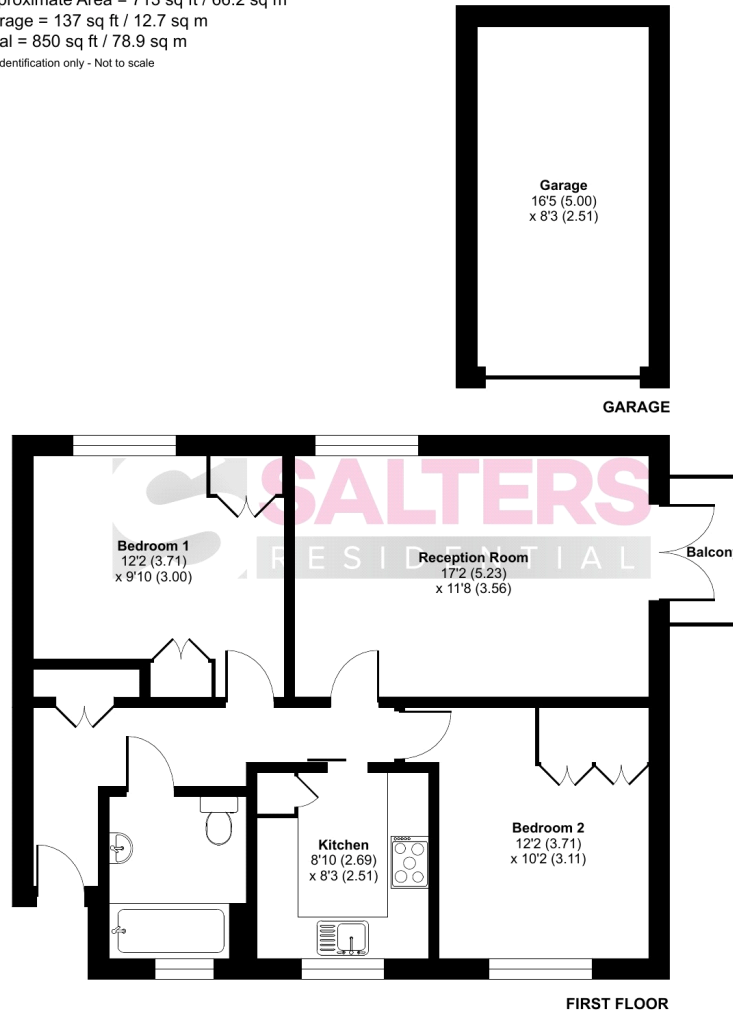 proximate Area = 713 sq ft / 66.2 sq m
rage = 137 sq ft / 12.7 sq m
al = 850 sq ft / 78.9 sq m
dentification only - Not to scale
Garage
16'5 (5.00)
x 8'3 (2.51)
GARAGE
SALTERS
RESIDENTIAL
Bedroom 1
12'2 (3.71)
x 9'10 (3.00)
Reception Room
17'2 (5.23)
x 11'8 (3.56)
Balcony
Kitchen
8'10 (2.69)
x 8'3 (2.51)
Bedroom 2
12'2 (3.71)
x 10'2 (3.11)
FIRST FLOOR